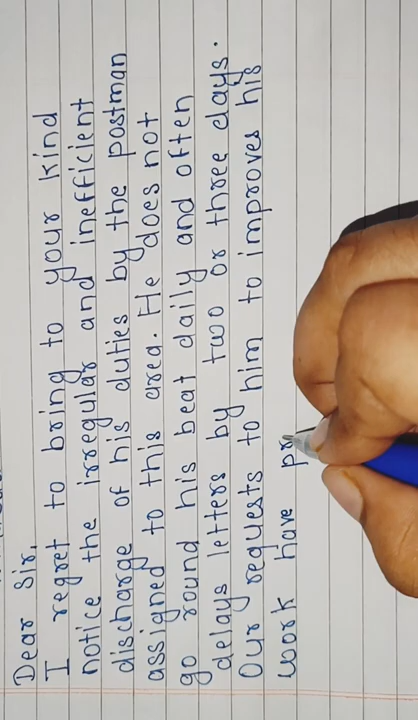 Dear Sir,
I regret to bring to your kind
notice the irregular and inefficient
discharge of his duties by the postman
assigned to this area. He does not
go round his beat daily and often
delays letters by two or three days.
Our requests to him to improves his
work have pr